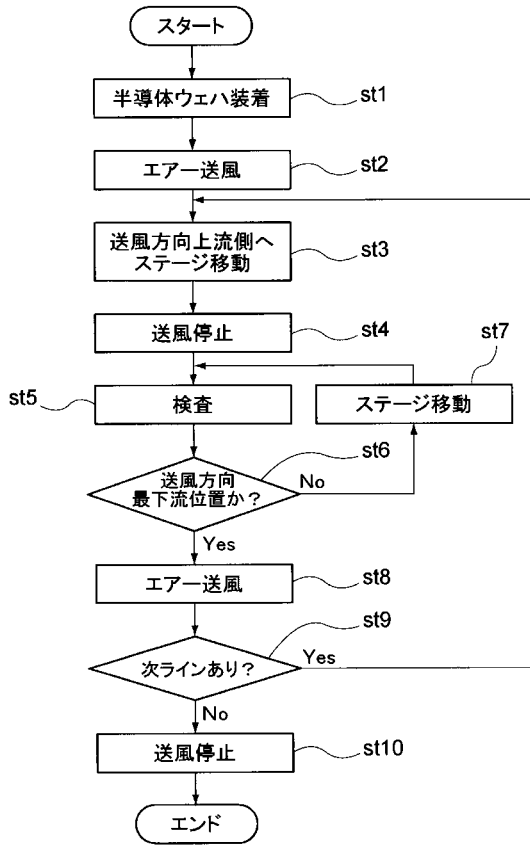 スタート
半導体ウェハ装着
st1
エアー送風
st2
送風方向上流側へ
ステージ移動
st3
送風停止
st4
st7
st5
検査
ステージ移動
st6
送風方向
最下流位置か?
No
Yes
エアー送風
st8
st9
次ラインあり?
Yes
No
送風停止
st10
エンド